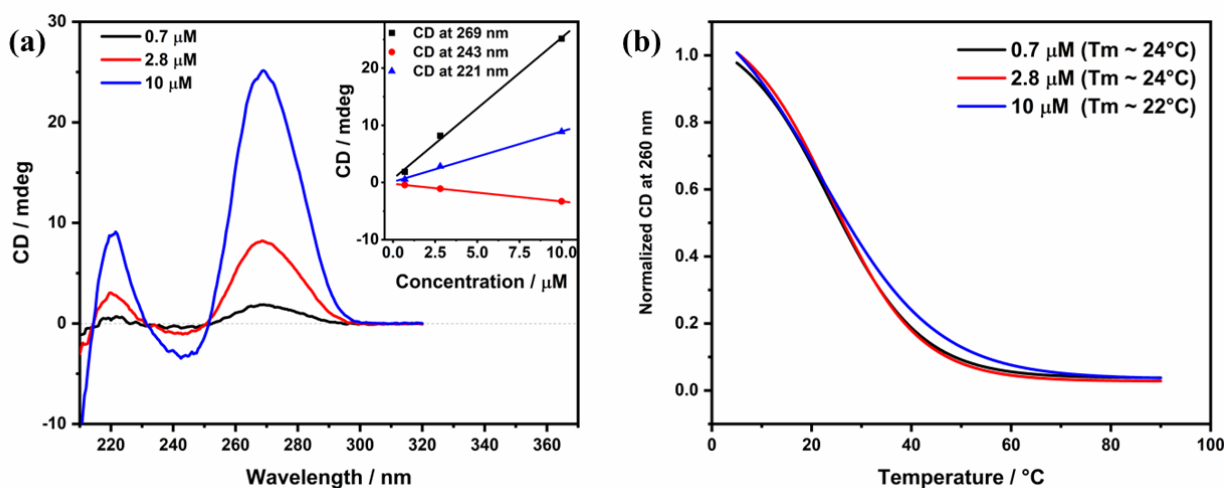 (a)
0.7 μM
2.8 μM
10 μM
CD / mdeg
30
20
10
0
-10
220 240 260 280 300 320 340 360
Wavelength / nm
CD at 269 nm
CD at 243 nm
CD at 221 nm
CD / mdeg
20
10
0
-10
0.0 2.5 5.0 7.5 10.0
Concentration / μM
(b)
0.7 μM (Tm ~ 24°C)
2.8 μM (Tm ~ 24°C)
10 μM (Tm ~ 22°C)
Normalized CD at 260 nm
1.0
0.8
0.6
0.4
0.2
0.0
0 20 40 60 80 100
Temperature / °C